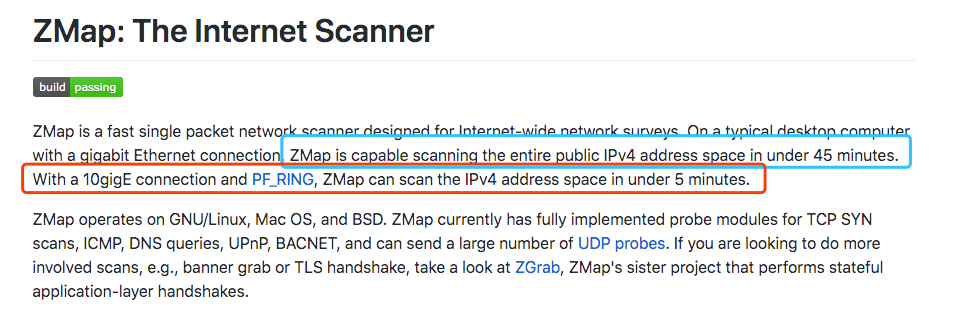 ZMap: The Internet Scanner
build passing
ZMap is a fast single packet network scanner designed for Internet-wide network surveys. On a typical desktop computer
with a gigabit Ethernet connection, ZMap is capable scanning the entire public IPv4 address space in under 45 minutes.
With a 10gigE connection and PF_RING, ZMap can scan the IPv4 address space in under 5 minutes.
ZMap operates on GNU/Linux, Mac OS, and BSD. ZMap currently has fully implemented probe modules for TCP SYN
scans, ICMP, DNS queries, UPnP, BACNET, and can send a large number of UDP probes. If you are looking to do more
involved scans, e.g., banner grab or TLS handshake, take a look at ZGrab, ZMap's sister project that performs stateful
application-layer handshakes.